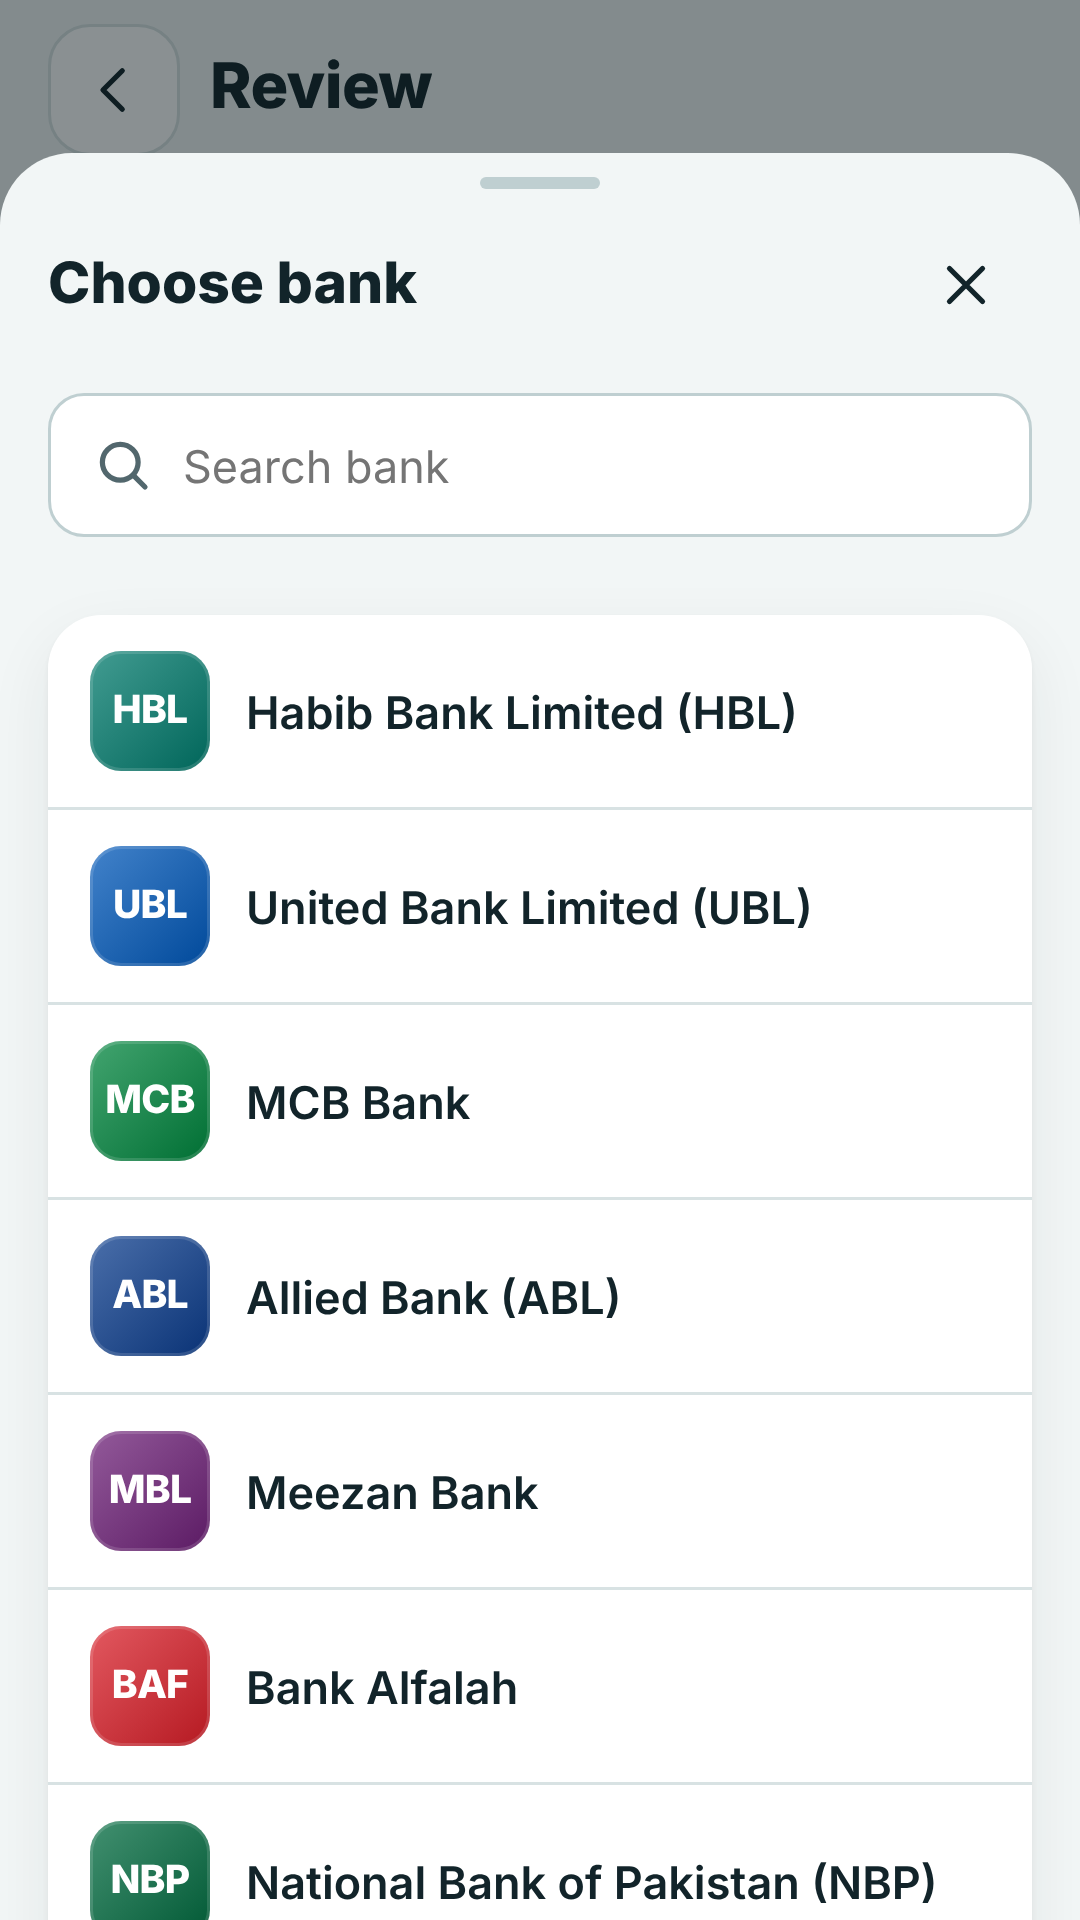 Review
Choose bank
Search bank
HBL Habib Bank Limited (HBL)
UBL United Bank Limited (UBL)
MCB MCB Bank
ABL Allied Bank (ABL)
MBL Meezan Bank
BAF Bank Alfalah
NBP National Bank of Pakistan (NBP)